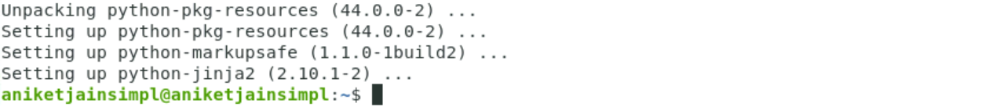 Unpacking python-pkg-resources (44.0.0-2) ...
Setting up python-pkg-resources (44.0.0-2) ...
Setting up python-markupsafe (1.1.0-1build2) ...
Setting up python-jinja2 (2.10.1-2) ...
aniketjainsimpl@aniketjainsimpl:~$